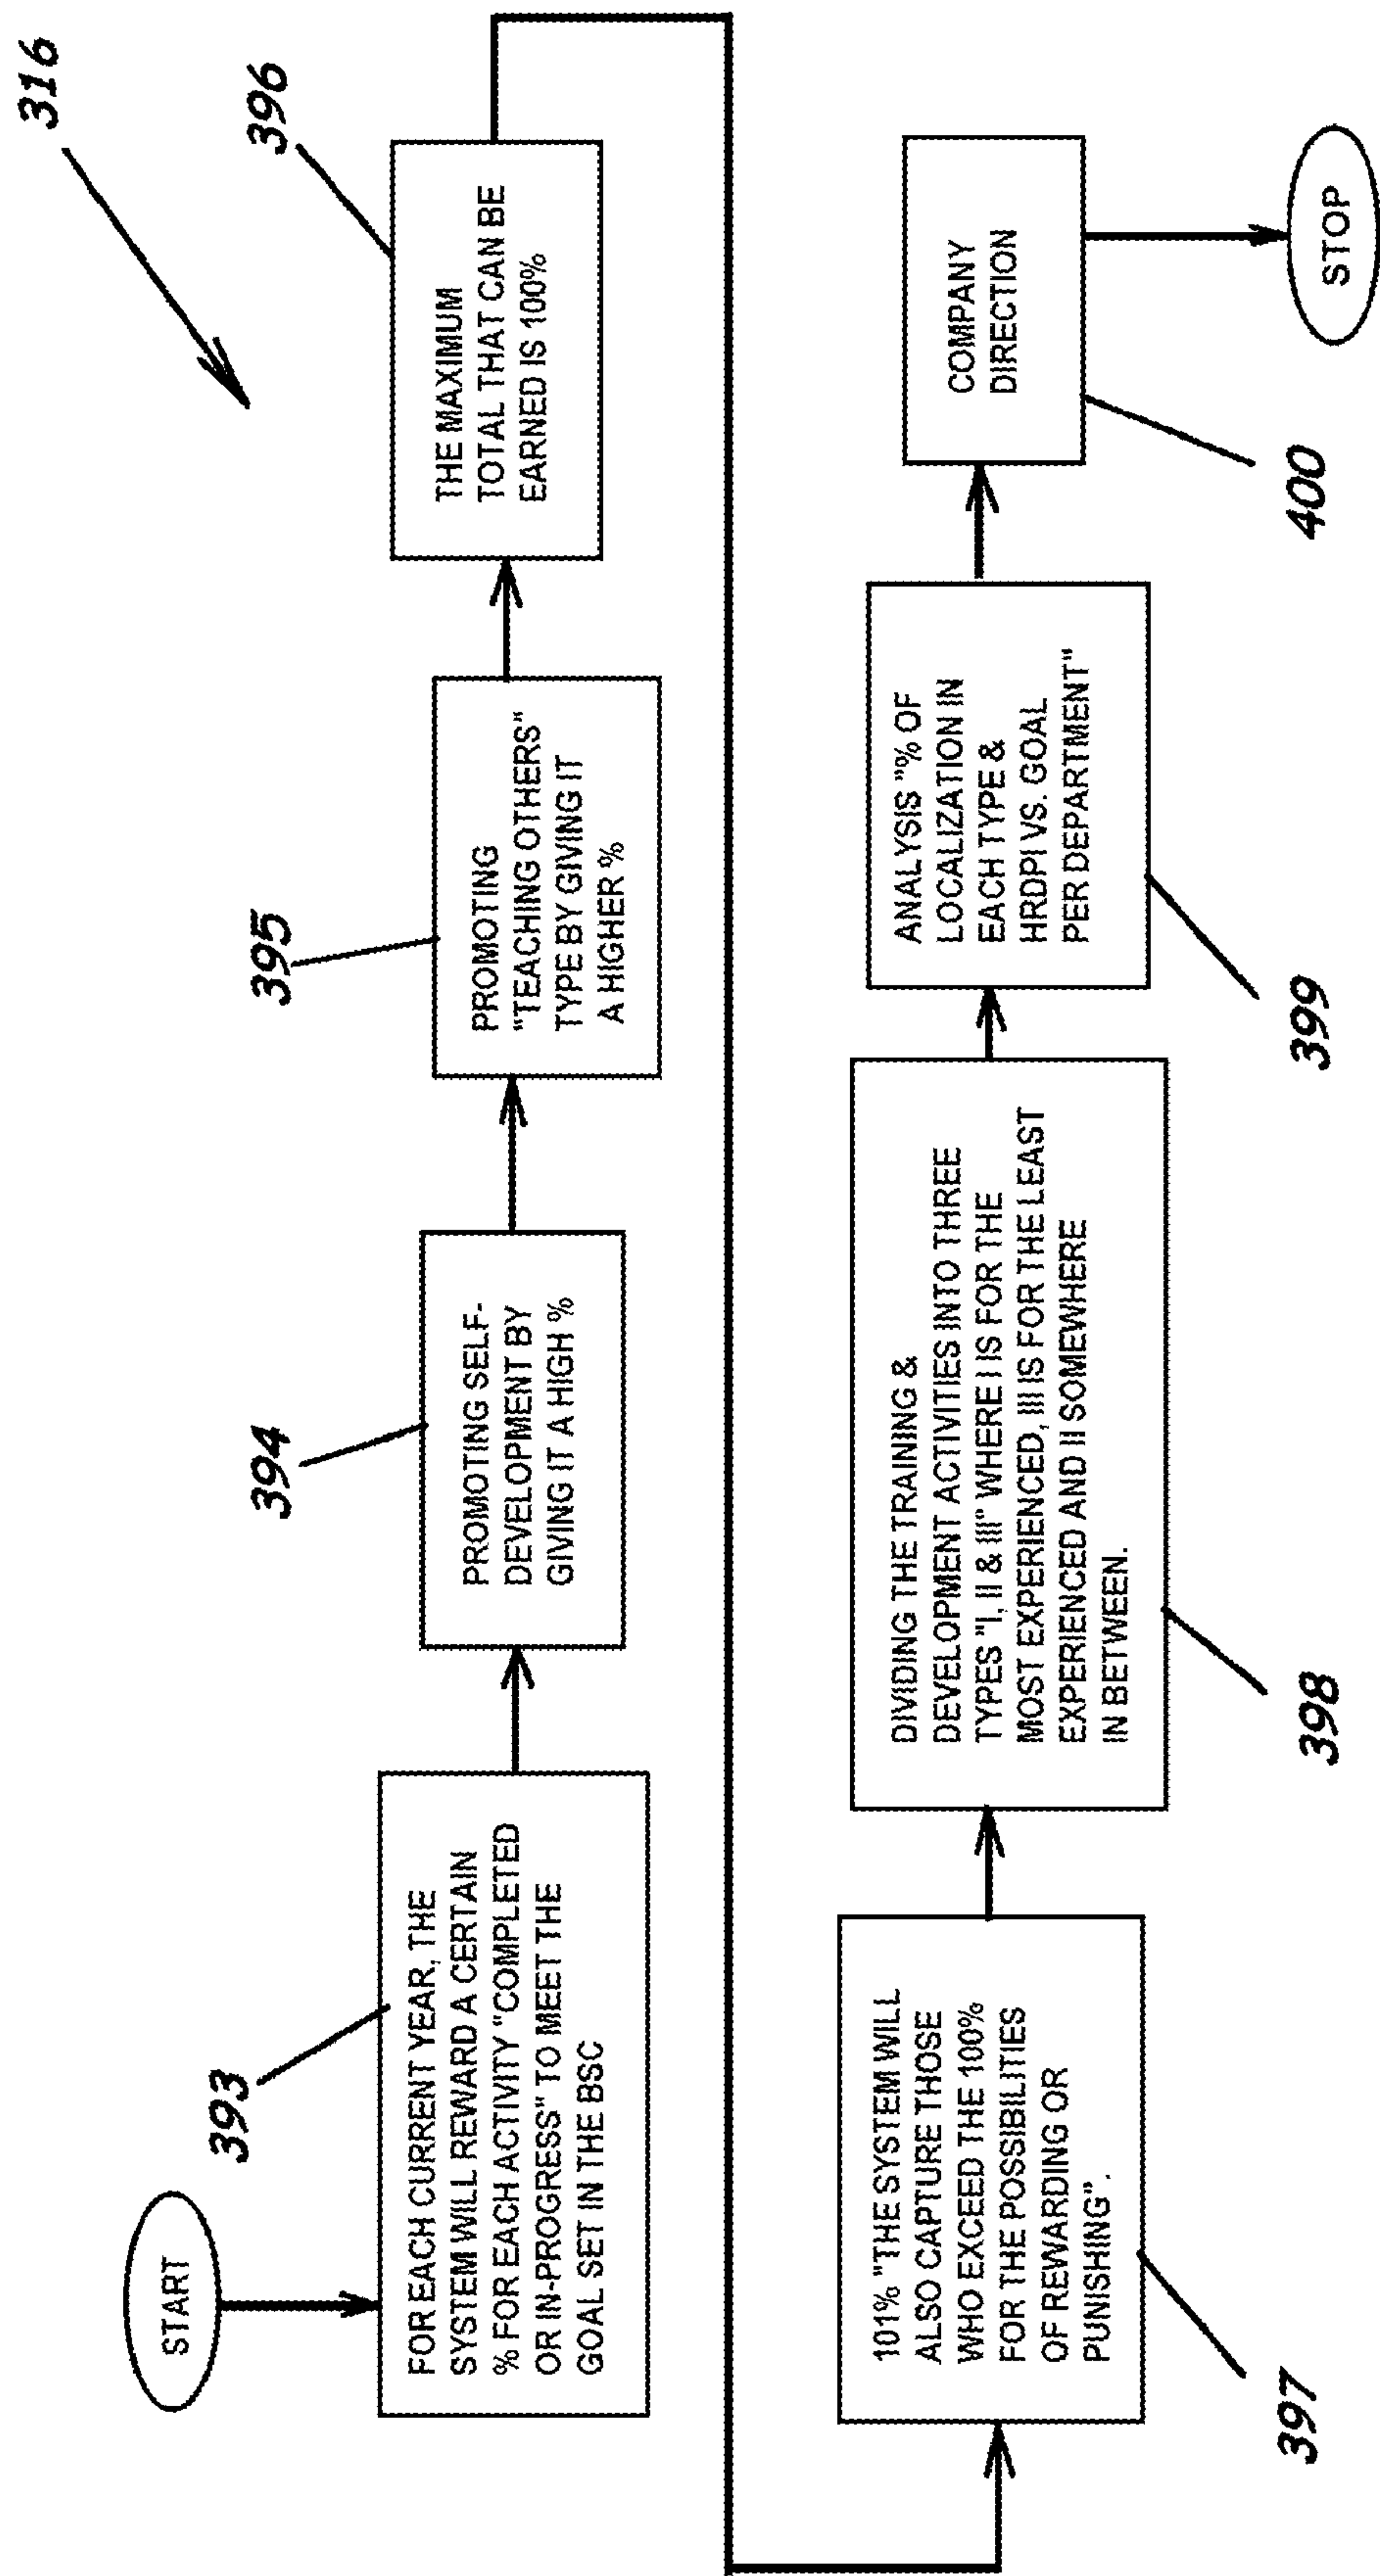 316
START
393
FOR EACH CURRENT YEAR, THE
SYSTEM WILL REWARD A CERTAIN
% FOR EACH ACTIVITY "COMPLETED
OR IN-PROGRESS" TO MEET THE
GOAL SET IN THE BSC
394
PROMOTING SELF-
DEVELOPMENT BY
GIVING IT A HIGH %
395
PROMOTING
"TEACHING OTHERS"
TYPE BY GIVING IT
A HIGHER %
396
THE MAXIMUM
TOTAL THAT CAN BE
EARNED IS 100%
101% "THE SYSTEM WILL
ALSO CAPTURE THOSE
WHO EXCEED THE 100%
FOR THE POSSIBILITIES
OF REWARDING OR
PUNISHING".
397
DIVIDING THE TRAINING &
DEVELOPMENT ACTIVITIES INTO THREE
TYPES "I, II & III" WHERE I IS FOR THE
MOST EXPERIENCED, III IS FOR THE LEAST
EXPERIENCED AND II SOMEWHERE
IN BETWEEN.
398
ANALYSIS "% OF
LOCALIZATION IN
EACH TYPE &
HRDPI VS. GOAL
PER DEPARTMENT"
399
COMPANY
DIRECTION
400
STOP